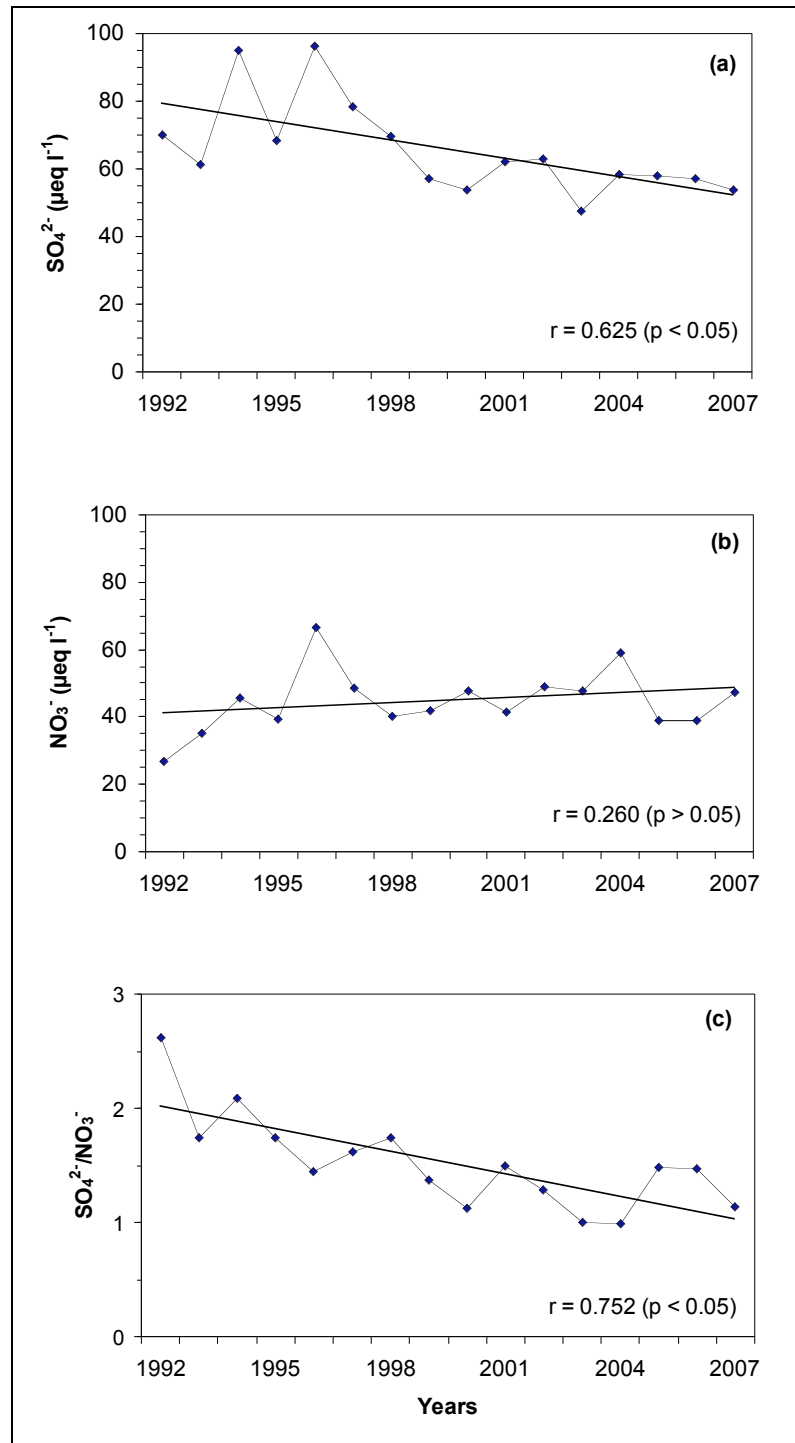 (a)
100
80
60
40
20
0
SO₄²⁻ (µeq l⁻¹)
r = 0.625 (p < 0.05)
1992 1995 1998 2001 2004 2007
(b)
100
80
60
40
20
0
NO₃⁻ (µeq l⁻¹)
r = 0.260 (p > 0.05)
1992 1995 1998 2001 2004 2007
(c)
3
2
1
0
SO₄²⁻/NO₃⁻
r = 0.752 (p < 0.05)
1992 1995 1998 2001 2004 2007
Years